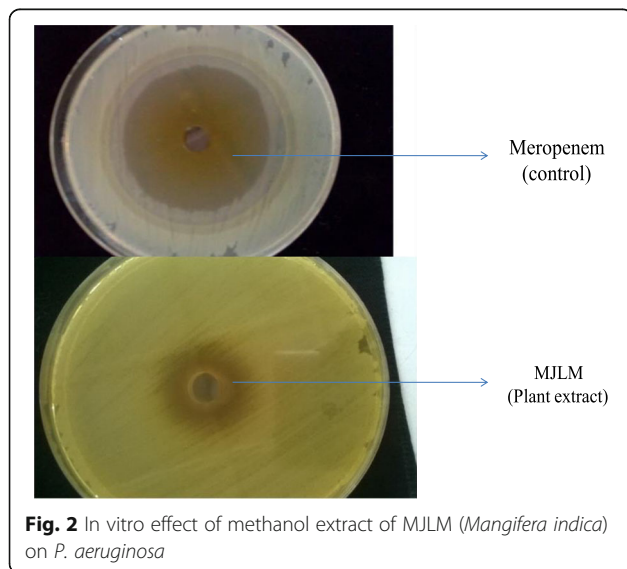 Meropenem
(control)
MJLM
(Plant extract)
Fig. 2 In vitro effect of methanol extract of MJLM (Mangifera indica)
on P. aeruginosa